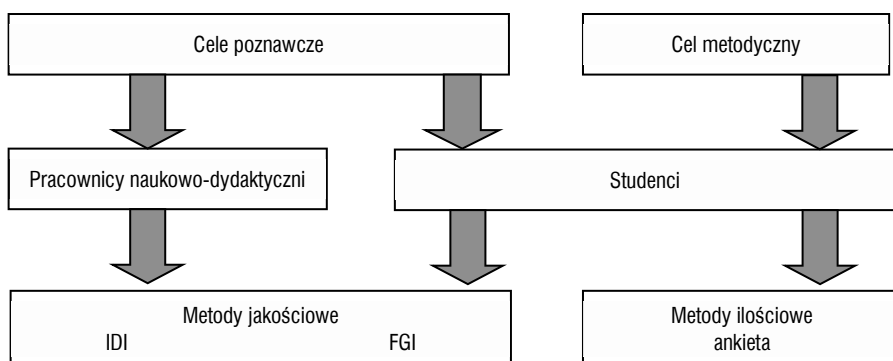 Cele poznawcze
Cel metodyczny
Pracownicy naukowo-dydaktyczni
Studenci
Metody jakościowe
IDI FGI
Metody ilościowe
ankieta